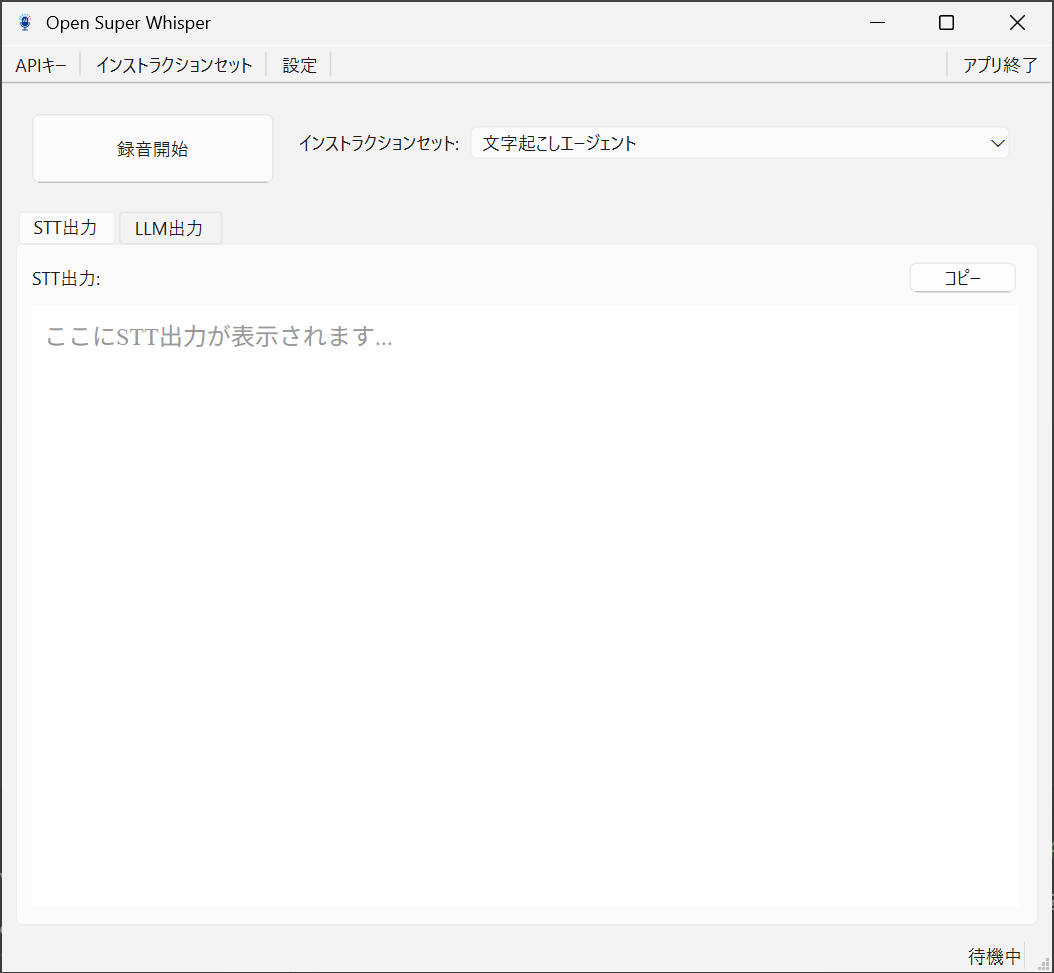 Open Super Whisper
APIキー インストラクションセット 設定 アプリ終了
録音開始 インストラクションセット: 文字起こしエージェント
STT出力 LLM出力
STT出力: コピー
ここにSTT出力が表示されます...
待機中